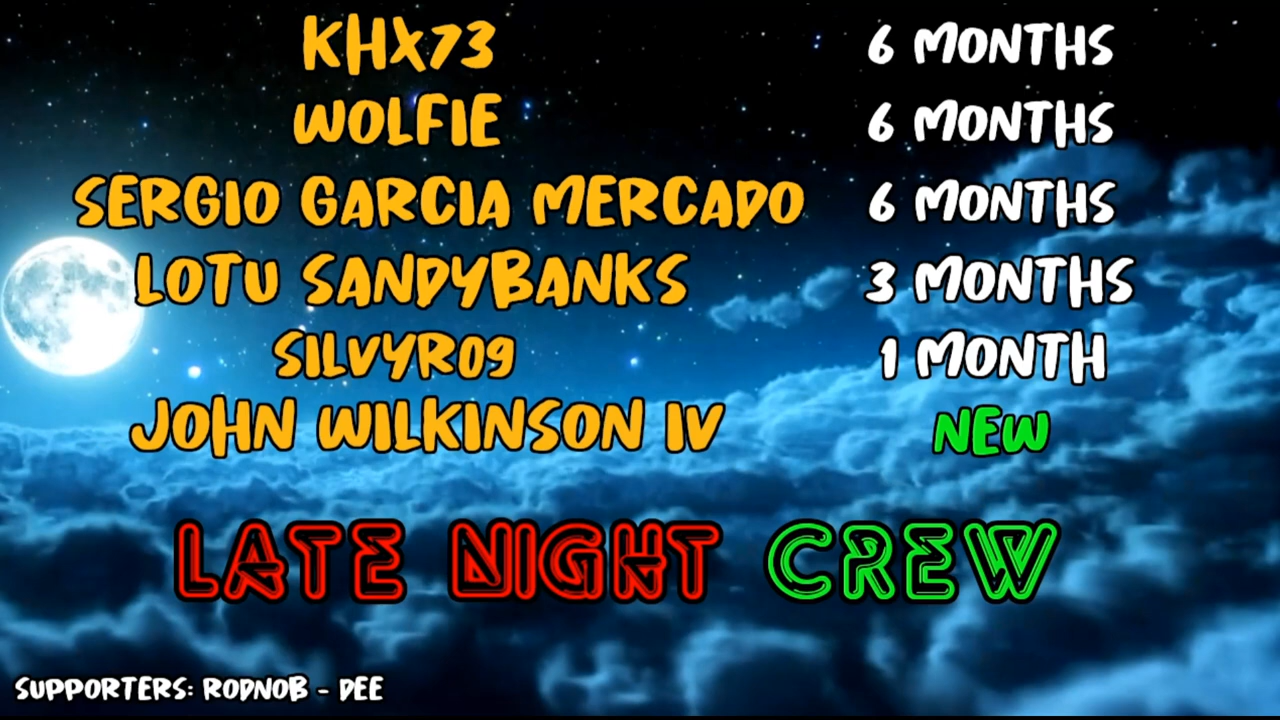 KHX73 6 MONTHS
WOLFIE 6 MONTHS
SERGIO GARCIA MERCADO 6 MONTHS
LOTU SANDYBANKS 3 MONTHS
SILVYR09 1 MONTH
JOHN WILKINSON IV NEW
LATE NIGHT CREW
SUPPORTERS: RODNOB - DEE